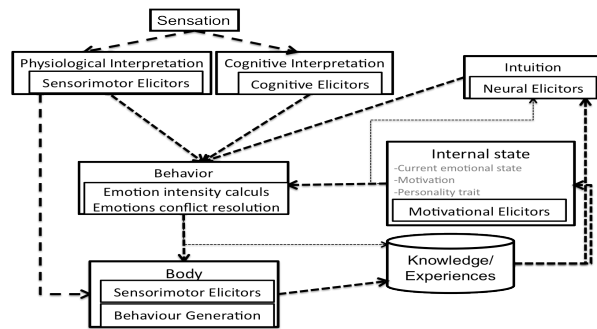 Sensation
Physiological Interpretation
Sensorimotor Elicitors
Cognitive Interpretation
Cognitive Elicitors
Intuition
Neural Elicitors
Behavior
Emotion intensity calculs
Emotions conflict resolution
Internal state
-Current emotional state
-Motivation
-Personality trait
Motivational Elicitors
Body
Sensorimotor Elicitors
Behaviour Generation
Knowledge/
Experiences